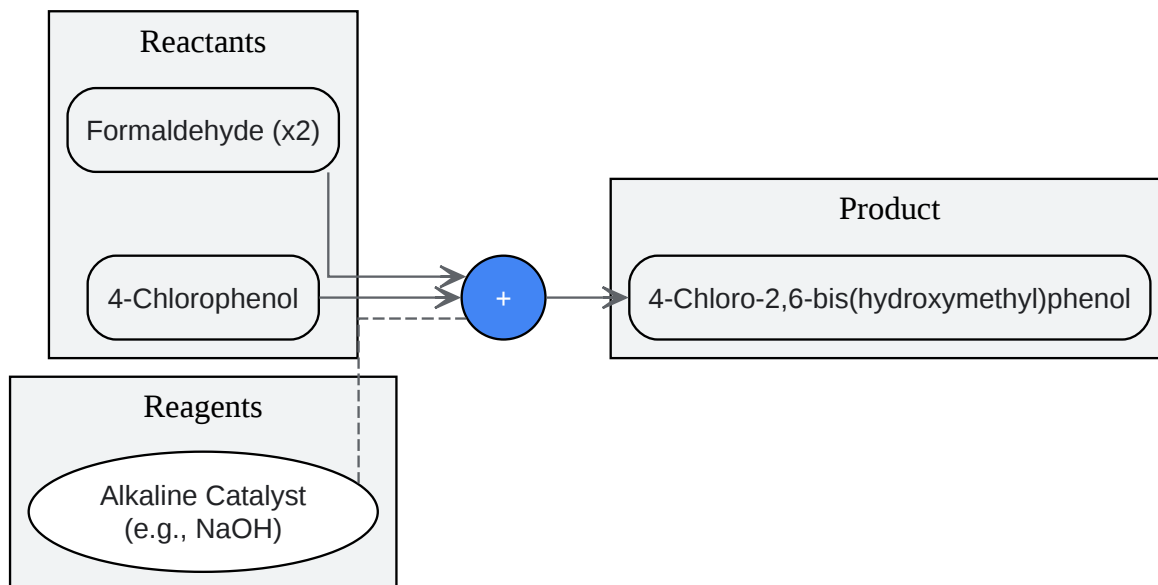 Reactants
Formaldehyde (x2)
4-Chlorophenol
+
Product
4-Chloro-2,6-bis(hydroxymethyl)phenol
Reagents
Alkaline Catalyst
(e.g., NaOH)